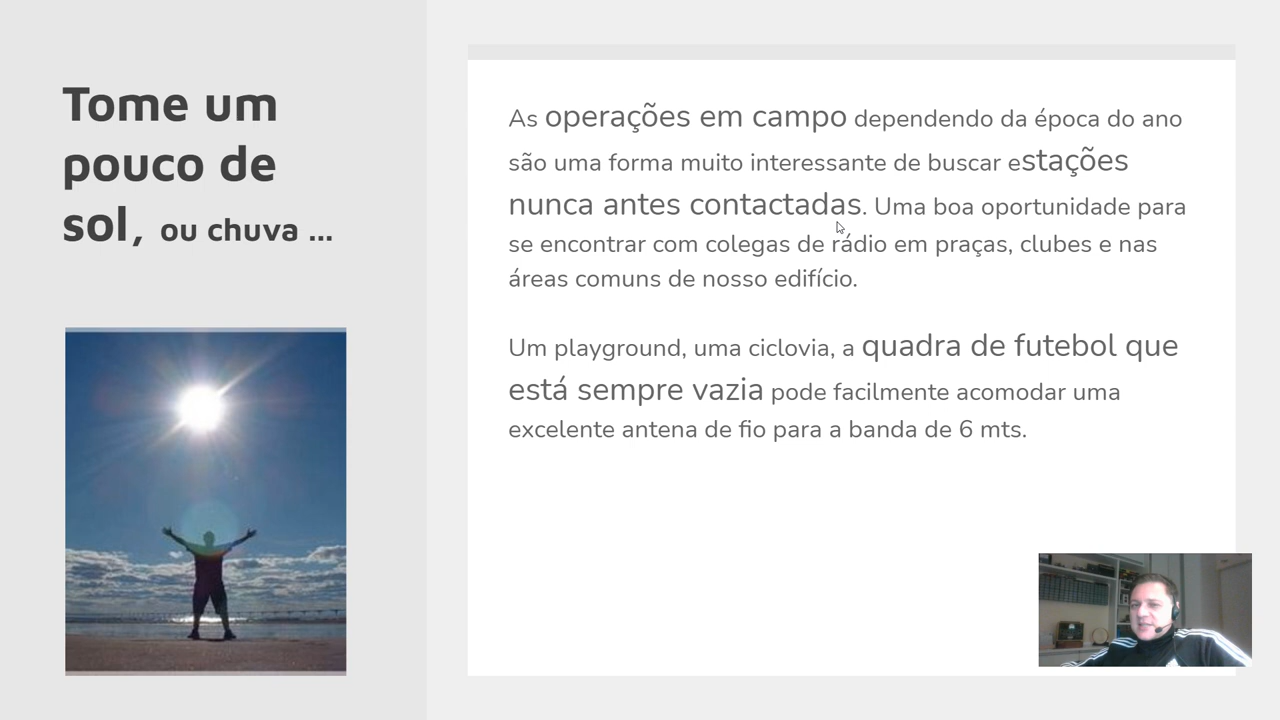 Tome um
pouco de
sol, ou chuva ...
As operações em campo dependendo da época do ano
são uma forma muito interessante de buscar estações
nunca antes contactadas. Uma boa oportunidade para
se encontrar com colegas de rádio em praças, clubes e nas
áreas comuns de nosso edifício.
Um playground, uma ciclovia, a quadra de futebol que
está sempre vazia pode facilmente acomodar uma
excelente antena de fio para a banda de 6 mts.